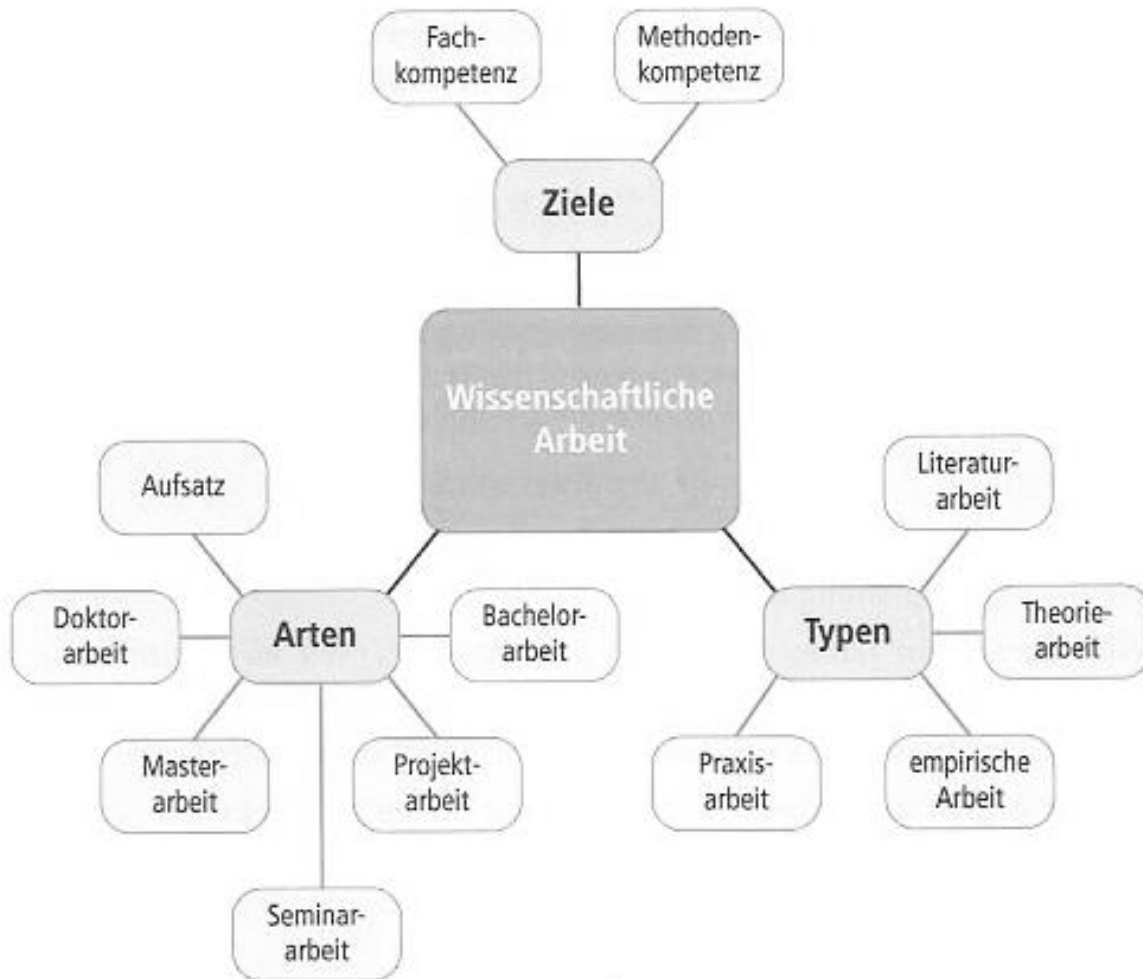 Fach-
kompetenz
Methoden-
kompetenz
Ziele
Wissenschaftliche
Arbeit
Aufsatz
Doktor-
arbeit
Arten
Bachelor-
arbeit
Master-
arbeit
Projekt-
arbeit
Seminar-
arbeit
Literatur-
arbeit
Typen
Theorie-
arbeit
Praxis-
arbeit
empirische
Arbeit